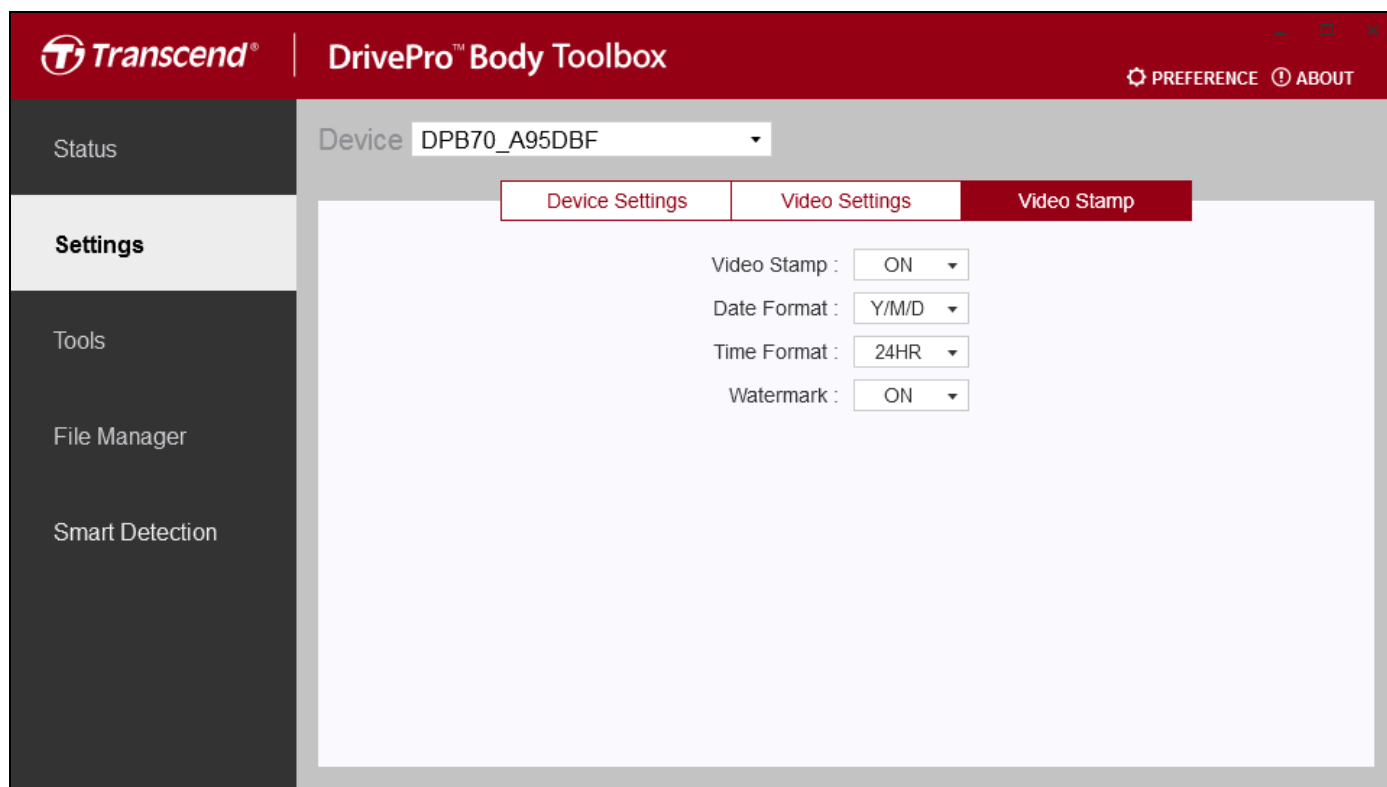 Transcend® DrivePro™ Body Toolbox
PREFERENCE ABOUT
Status
Settings
Tools
File Manager
Smart Detection
Device DPB70_A95DBF
Device Settings Video Settings Video Stamp
Video Stamp : ON
Date Format : Y/M/D
Time Format : 24HR
Watermark : ON